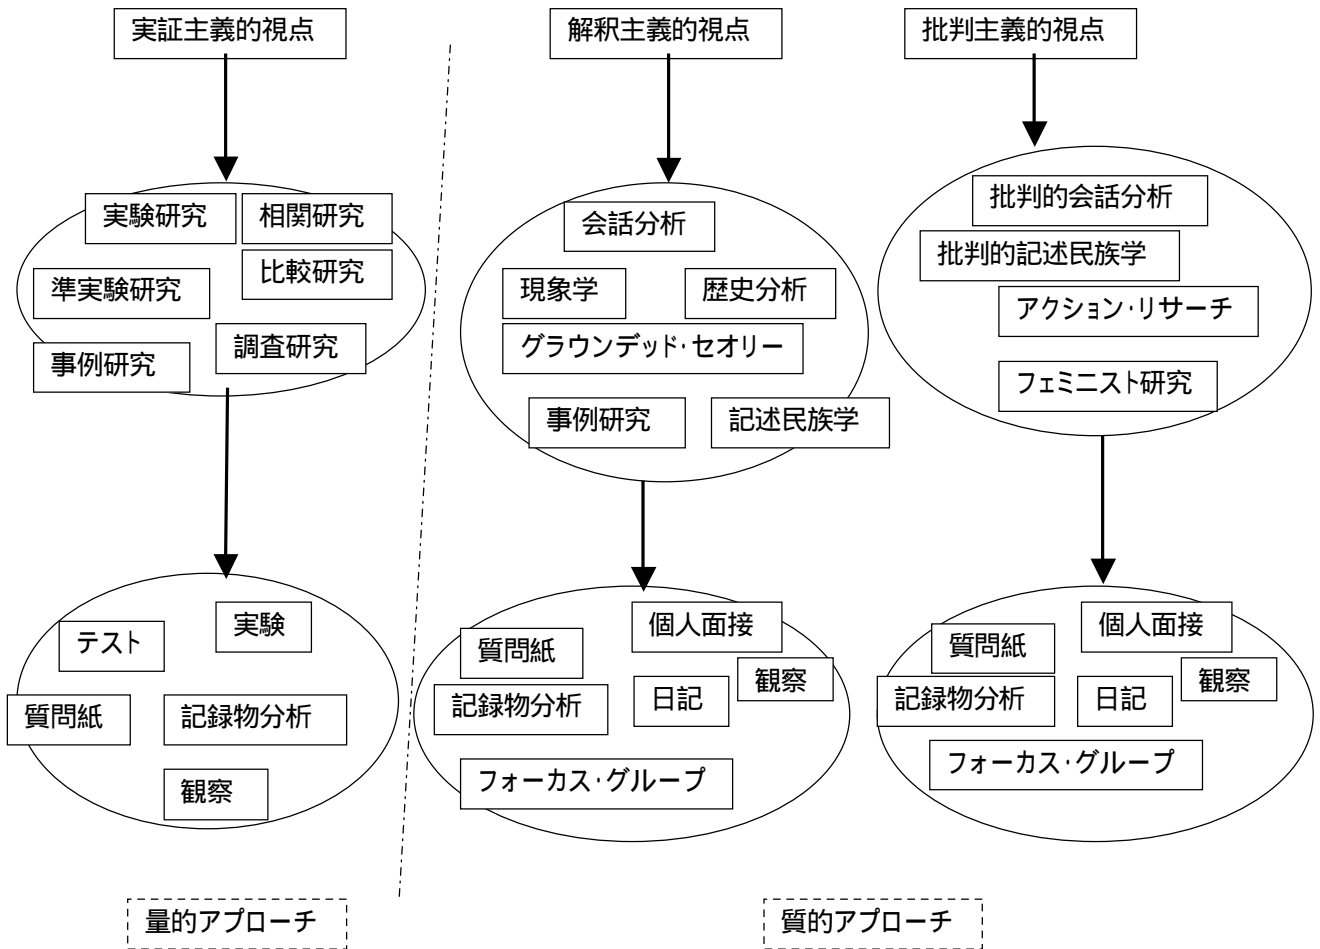 実証主義的視点
解釈主義的視点
批判主義的視点
実験研究
相関研究
比較研究
準実験研究
調査研究
事例研究
会話分析
現象学
歴史分析
グラウンデッド・セオリー
事例研究
記述民族学
批判的会話分析
批判的記述民族学
アクション・リサーチ
フェミニスト研究
実験
テスト
質問紙
記録物分析
観察
個人面接
質問紙
観察
記録物分析
日記
フォーカス・グループ
個人面接
質問紙
観察
記録物分析
日記
フォーカス・グループ
量的アプローチ
質的アプローチ